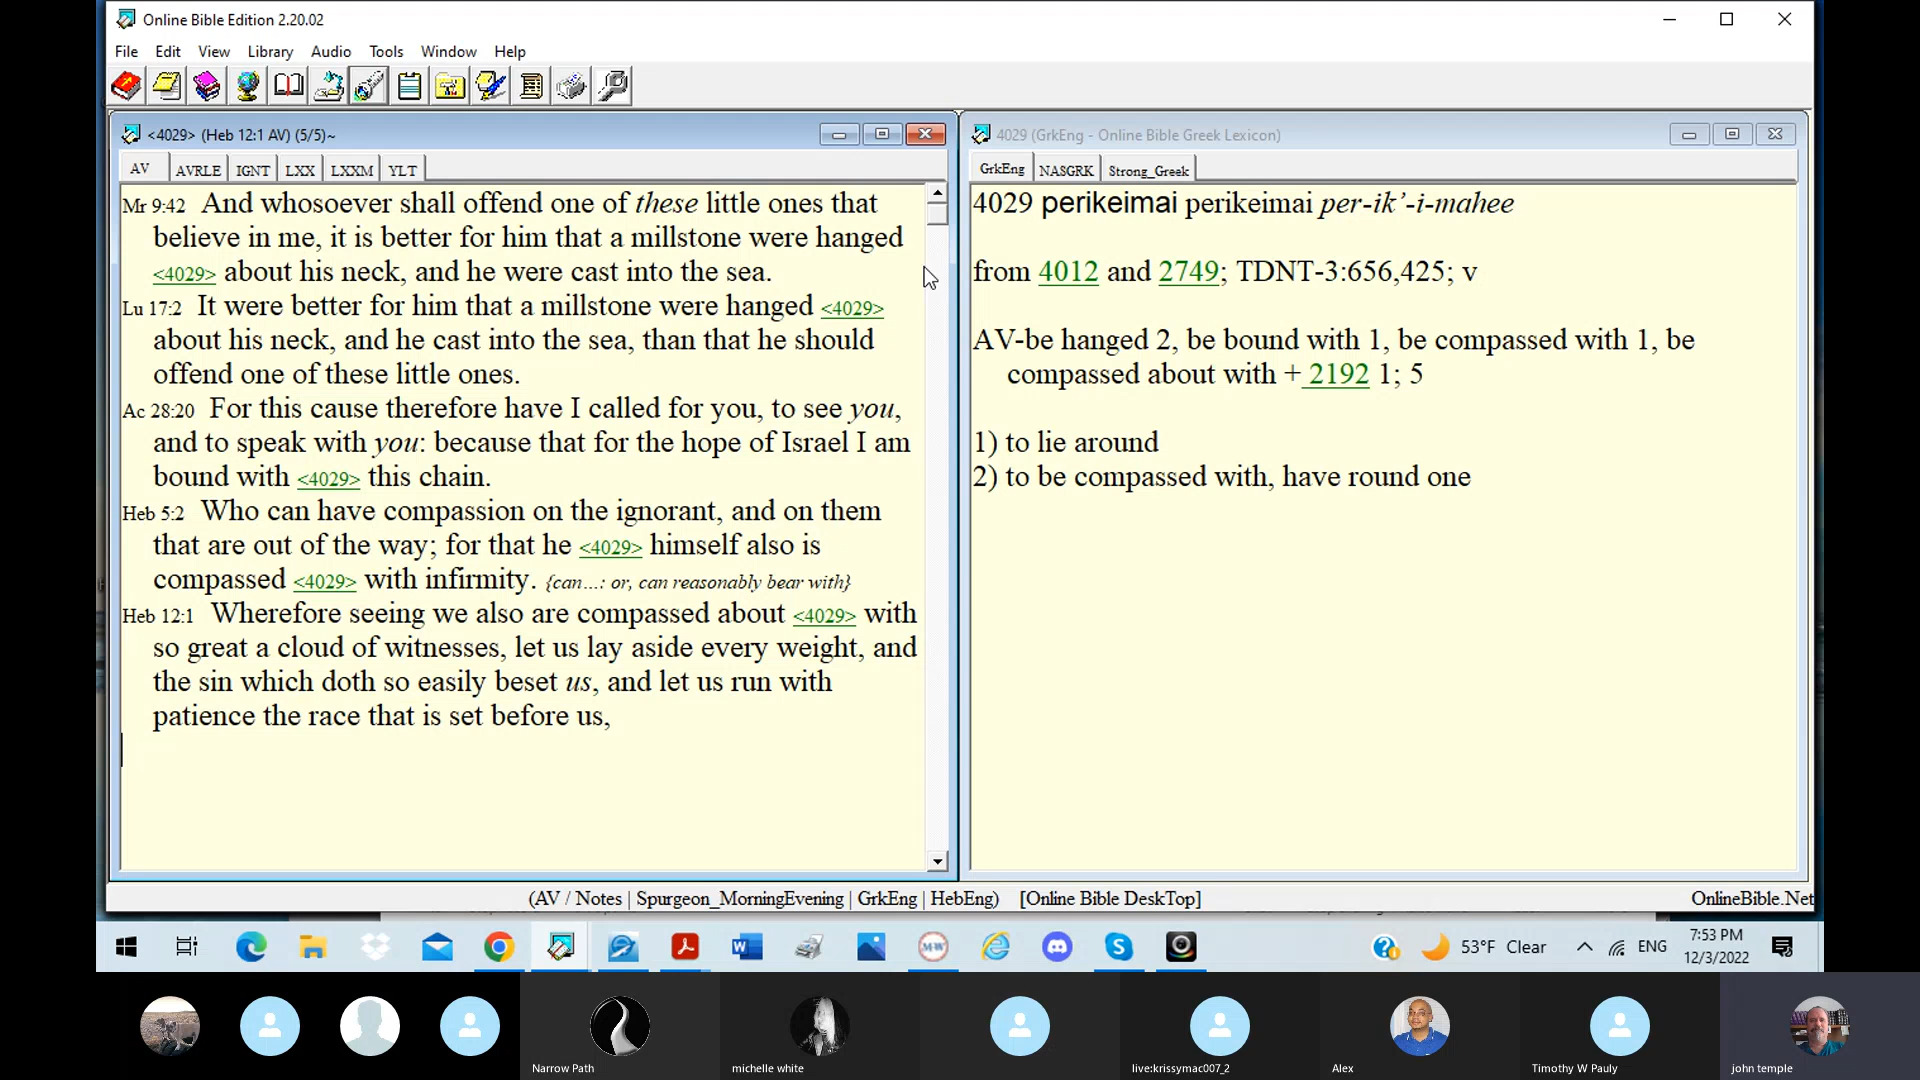 Online Bible Edition 2.20.02
File Edit View Library Audio Tools Window Help
<4029> (Heb 12:1 AV) (5/5)~
AV AVRLE IGNT LXX LXXM YLT
Mr 9:42 And whosoever shall offend one of these little ones that
believe in me, it is better for him that a millstone were hanged
<4029> about his neck, and he were cast into the sea.
Lu 17:2 It were better for him that a millstone were hanged <4029>
about his neck, and he cast into the sea, than that he should
offend one of these little ones.
Ac 28:20 For this cause therefore have I called for you, to see you,
and to speak with you: because that for the hope of Israel I am
bound with <4029> this chain.
Heb 5:2 Who can have compassion on the ignorant, and on them
that are out of the way; for that he <4029> himself also is
compassed <4029> with infirmity. {can...: or, can reasonably bear with}
Heb 12:1 Wherefore seeing we also are compassed about <4029> with
so great a cloud of witnesses, let us lay aside every weight, and
the sin which doth so easily beset us, and let us run with
patience the race that is set before us,
4029 (GrkEng - Online Bible Greek Lexicon)
GrkEng NASGRK Strong_Greek
4029 perikeimai perikeimai per-ik’-i-mahee
from 4012 and 2749; TDNT-3:656,425; v
AV-be hanged 2, be bound with 1, be compassed with 1, be
compassed about with + 2192 1; 5
1) to lie around
2) to be compassed with, have round one
(AV / Notes | Spurgeon_MorningEvening | GrkEng | HebEng) [Online Bible DeskTop] OnlineBible.Net
53°F Clear ENG 7:53 PM
12/3/2022
Narrow Path
michelle white
live:krissymac007_2
Alex
Timothy W Pauly
john temple